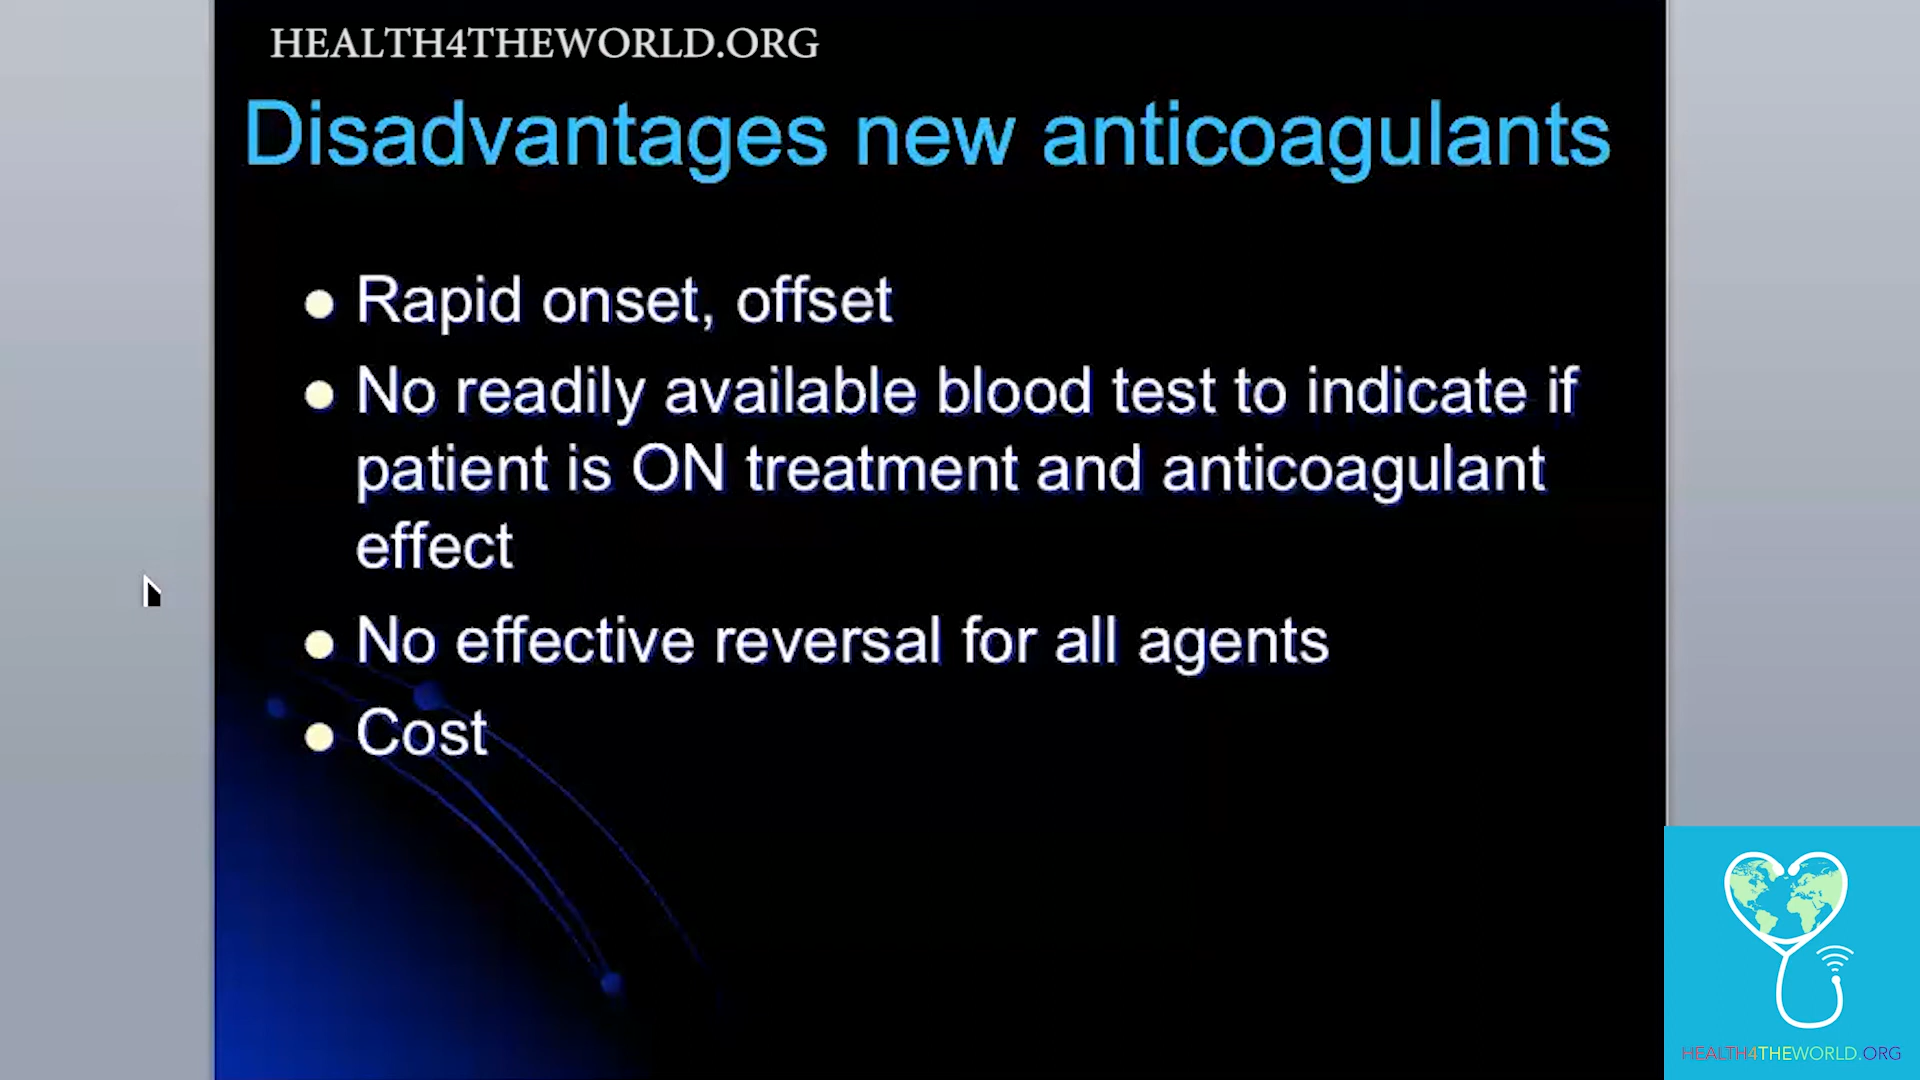 HEALTH4THEWORLD.ORG
Disadvantages new anticoagulants
● Rapid onset, offset
● No readily available blood test to indicate if
patient is ON treatment and anticoagulant
effect
● No effective reversal for all agents
● Cost
HEALTH4THEWORLD.ORG